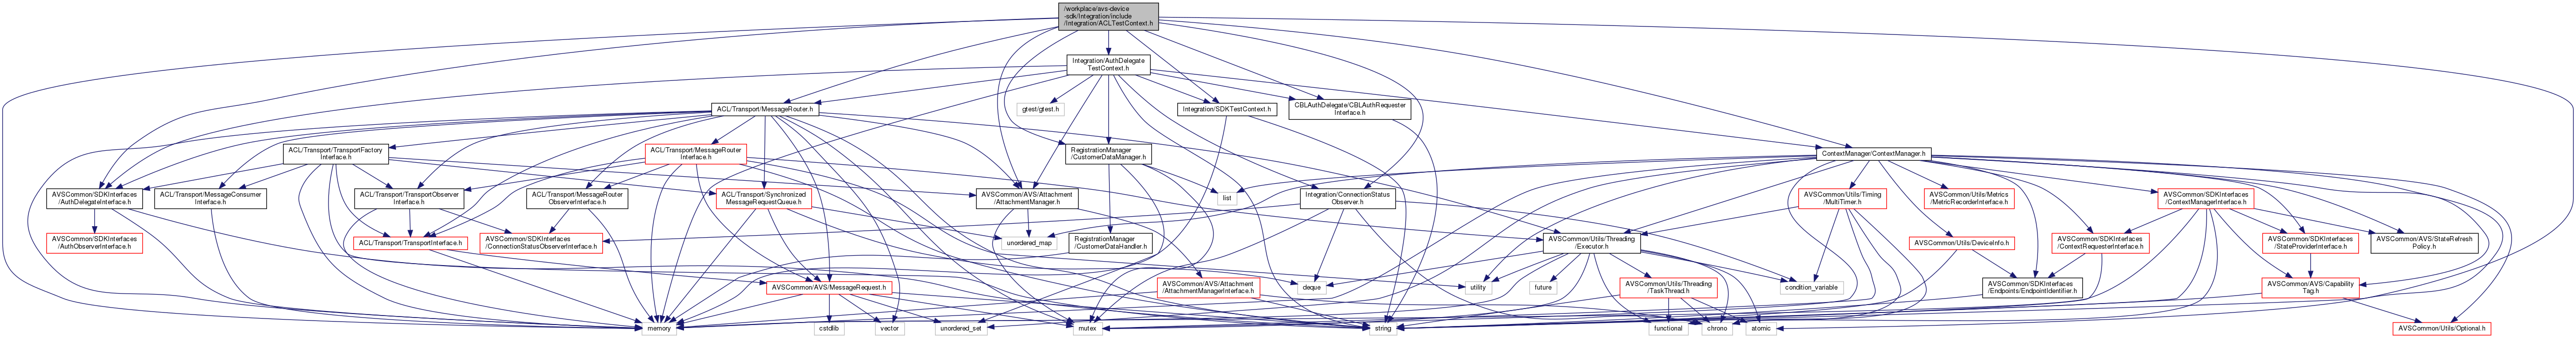 /workplace/avs-device
-sdk/Integration/include
/Integration/ACLTestContext.h
Integration/AuthDelegate
TestContext.h
ACL/Transport/MessageRouter.h
gtest/gtest.h
Integration/SDKTestContext.h
CBLAuthDelegate/CBLAuthRequester
Interface.h
ACL/Transport/TransportFactory
Interface.h
ACL/Transport/MessageRouter
Interface.h
RegistrationManager
/CustomerDataManager.h
ContextManager/ContextManager.h
AVSCommon/SDKInterfaces
/AuthDelegateInterface.h
ACL/Transport/MessageConsumer
Interface.h
ACL/Transport/TransportObserver
Interface.h
ACL/Transport/MessageRouter
ObserverInterface.h
ACL/Transport/Synchronized
MessageRequestQueue.h
AVSCommon/AVS/Attachment
/AttachmentManager.h
list
Integration/ConnectionStatus
Observer.h
AVSCommon/Utils/Timing
/MultiTimer.h
AVSCommon/Utils/Metrics
/MetricRecorderInterface.h
AVSCommon/SDKInterfaces
/ContextManagerInterface.h
AVSCommon/SDKInterfaces
/AuthObserverInterface.h
ACL/Transport/TransportInterface.h
AVSCommon/SDKInterfaces
/ConnectionStatusObserverInterface.h
unordered_map
RegistrationManager
/CustomerDataHandler.h
AVSCommon/Utils/Threading
/Executor.h
AVSCommon/Utils/DeviceInfo.h
AVSCommon/SDKInterfaces
/ContextRequesterInterface.h
AVSCommon/SDKInterfaces
/StateProviderInterface.h
AVSCommon/AVS/StateRefresh
Policy.h
AVSCommon/AVS/MessageRequest.h
AVSCommon/AVS/Attachment
/AttachmentManagerInterface.h
deque
utility
future
AVSCommon/Utils/Threading
/TaskThread.h
condition_variable
AVSCommon/SDKInterfaces
/Endpoints/EndpointIdentifier.h
AVSCommon/AVS/Capability
Tag.h
memory
cstdlib
vector
unordered_set
mutex
string
functional
chrono
atomic
AVSCommon/Utils/Optional.h